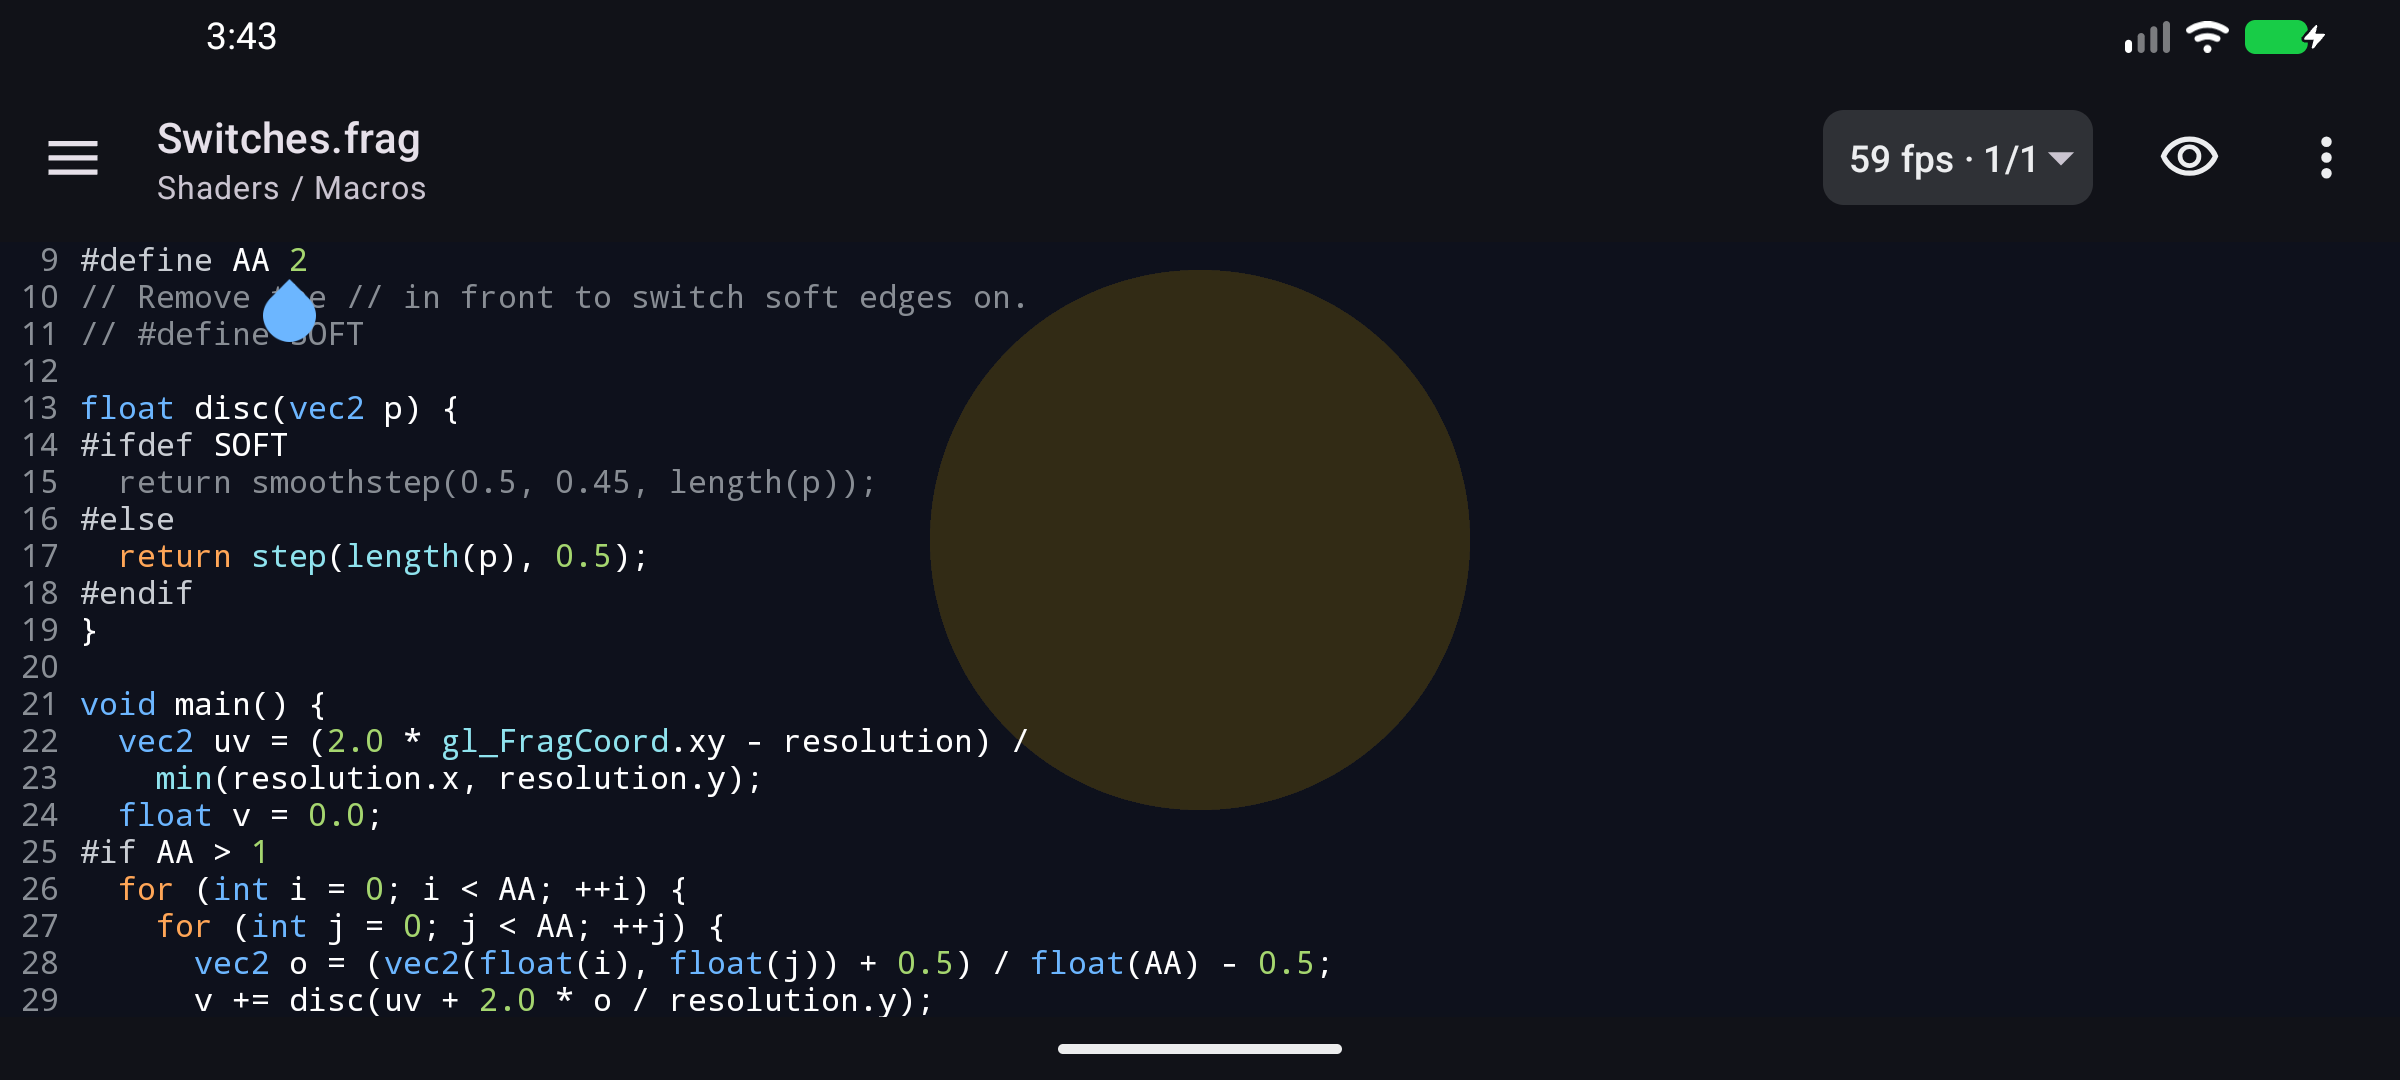 3:43
Switches.frag
Shaders / Macros
59 fps · 1/1
9 #define AA 2
10 // Remove // in front to switch soft edges on.
11 // #define SOFT
12
13 float disc(vec2 p) {
14 #ifdef SOFT
15   return smoothstep(0.5, 0.45, length(p));
16 #else
17   return step(length(p), 0.5);
18 #endif
19 }
20
21 void main() {
22   vec2 uv = (2.0 * gl_FragCoord.xy - resolution) /
23     min(resolution.x, resolution.y);
24   float v = 0.0;
25 #if AA > 1
26   for (int i = 0; i < AA; ++i) {
27     for (int j = 0; j < AA; ++j) {
28       vec2 o = (vec2(float(i), float(j)) + 0.5) / float(AA) - 0.5;
29       v += disc(uv + 2.0 * o / resolution.y);